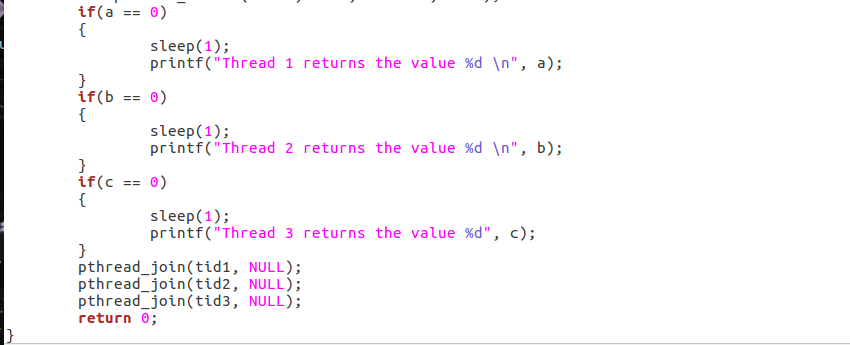 if(a == 0)
{
sleep(1);
printf("Thread 1 returns the value %d \n", a);
}
if(b == 0)
{
sleep(1);
printf("Thread 2 returns the value %d \n", b);
}
if(c == 0)
{
sleep(1);
printf("Thread 3 returns the value %d", c);
}
pthread_join(tid1, NULL);
pthread_join(tid2, NULL);
pthread_join(tid3, NULL);
return 0;
}